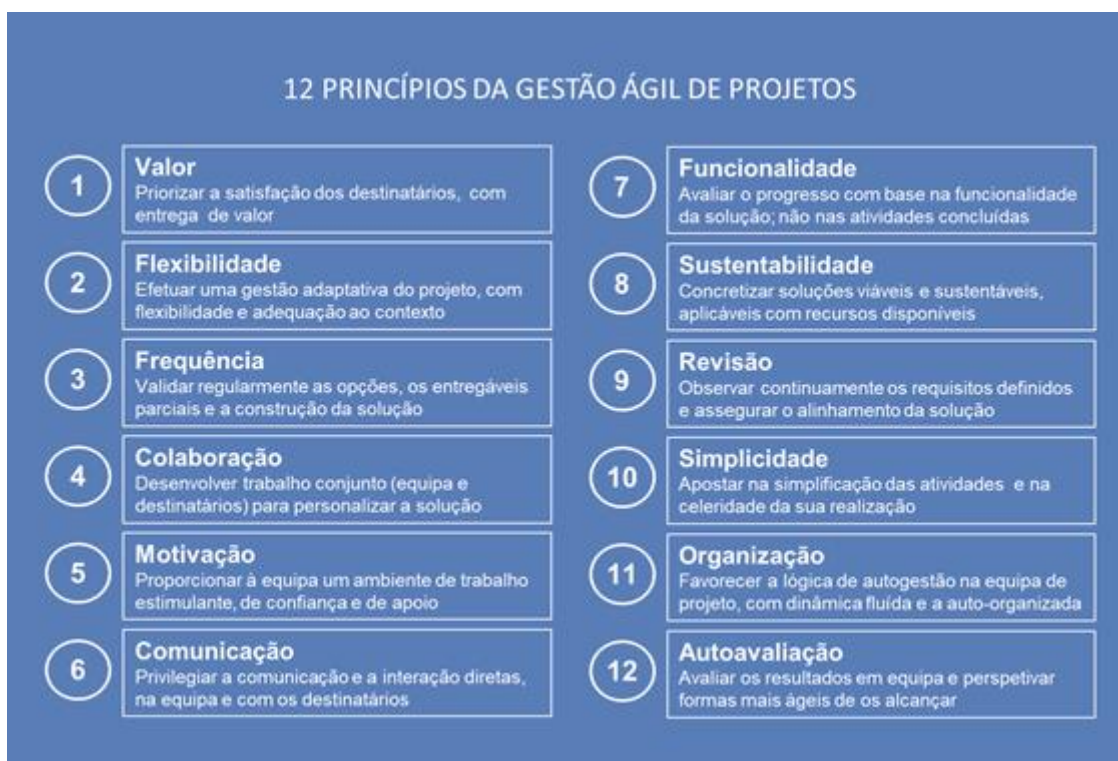 12 PRINCÍPIOS DA GESTÃO ÁGIL DE PROJETOS
1
Valor
Priorizar a satisfação dos destinatários, com
entrega de valor
2
Flexibilidade
Efetuar uma gestão adaptativa do projeto, com
flexibilidade e adequação ao contexto
3
Frequência
Validar regularmente as opções, os entregáveis
parciais e a construção da solução
4
Colaboração
Desenvolver trabalho conjunto (equipa e
destinatários) para personalizar a solução
5
Motivação
Proporcionar à equipa um ambiente de trabalho
estimulante, de confiança e de apoio
6
Comunicação
Privilegiar a comunicação e a interação diretas,
na equipa e com os destinatários
7
Funcionalidade
Avaliar o progresso com base na funcionalidade
da solução; não nas atividades concluídas
8
Sustentabilidade
Concretizar soluções viáveis e sustentáveis,
aplicáveis com recursos disponíveis
9
Revisão
Observar continuamente os requisitos definidos
e assegurar o alinhamento da solução
10
Simplicidade
Apostar na simplificação das atividades e na
celeridade da sua realização
11
Organização
Favorecer a lógica de autogestão na equipa de
projeto, com dinâmica fluída e a auto-organizada
12
Autoavaliação
Avaliar os resultados em equipa e perspetivar
formas mais ágeis de os alcançar